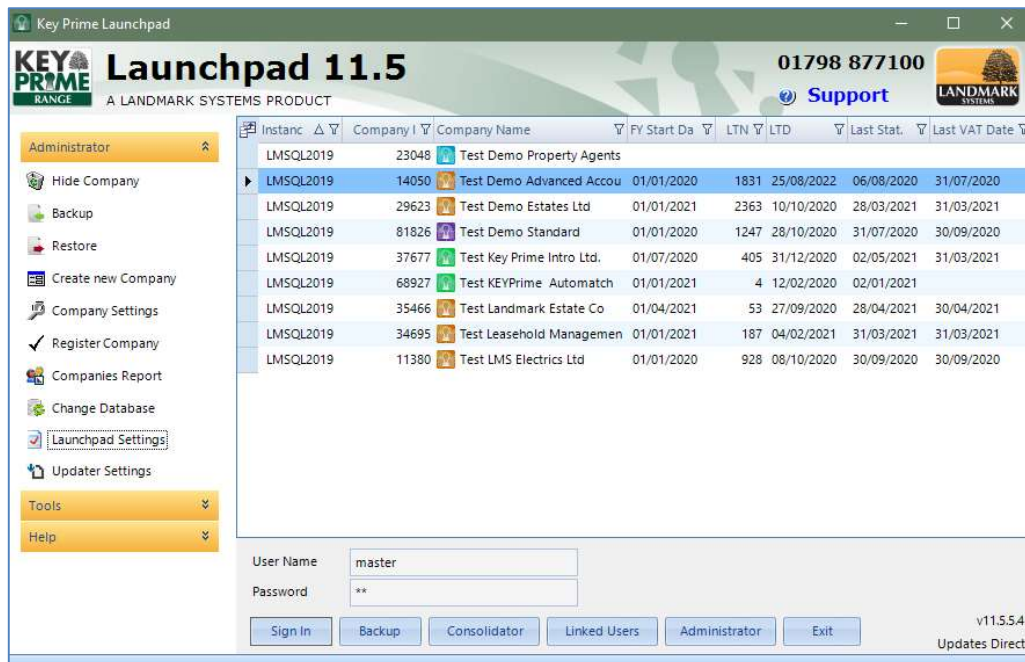 Key Prime Launchpad
KEY PRIME RANGE
Launchpad 11.5
A LANDMARK SYSTEMS PRODUCT
01798 877100
Support
LANDMARK SYSTEMS
Administrator
Hide Company
Backup
Restore
Create new Company
Company Settings
Register Company
Companies Report
Change Database
Launchpad Settings
Updater Settings
Tools
Help
Instanc Company I Company Name FY Start Da LTN LTD Last Stat. Last VAT Date
LMSQL2019 23048 Test Demo Property Agents
LMSQL2019 14050 Test Demo Advanced Accou 01/01/2020 1831 25/08/2022 06/08/2020 31/07/2020
LMSQL2019 29623 Test Demo Estates Ltd 01/01/2021 2363 10/10/2020 28/03/2021 31/03/2021
LMSQL2019 81826 Test Demo Standard 01/01/2020 1247 28/10/2020 31/07/2020 30/09/2020
LMSQL2019 37677 Test Key Prime Intro Ltd. 01/07/2020 405 31/12/2020 02/05/2021 31/03/2021
LMSQL2019 68927 Test KEYPrime Automatch 01/01/2021 4 12/02/2020 02/01/2021
LMSQL2019 35466 Test Landmark Estate Co 01/04/2021 53 27/09/2020 28/04/2021 30/04/2021
LMSQL2019 34695 Test Leasehold Managemen 01/01/2021 187 04/02/2021 31/03/2021 31/03/2021
LMSQL2019 11380 Test LMS Electrics Ltd 01/01/2020 928 08/10/2020 30/09/2020 30/09/2020
User Name master
Password **
Sign In Backup Consolidator Linked Users Administrator Exit
v11.5.5.4
Updates Direct